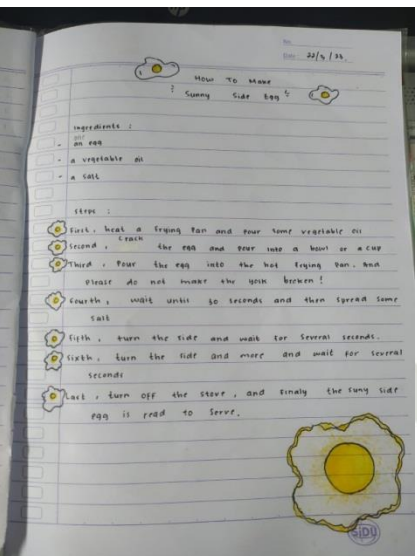 No.
Date 22/3/23.
How To Make
Sunny Side Egg
Ingredients :
an egg
- a vegetable oil
- a salt
Steps :
First, heat a frying pan and pour some vegetable oil
Second, crack the egg and pour into a bowl or a cup
Third, pour the egg into the hot frying pan. And
please do not make the yolk broken !
Fourth, wait until 30 seconds and then spread some
salt
Fifth, turn the side and wait for several seconds.
Sixth, turn the side and more and wait for several
seconds
Last, turn off the stove, and finaly the suny side
egg is read to serve.
SIDU